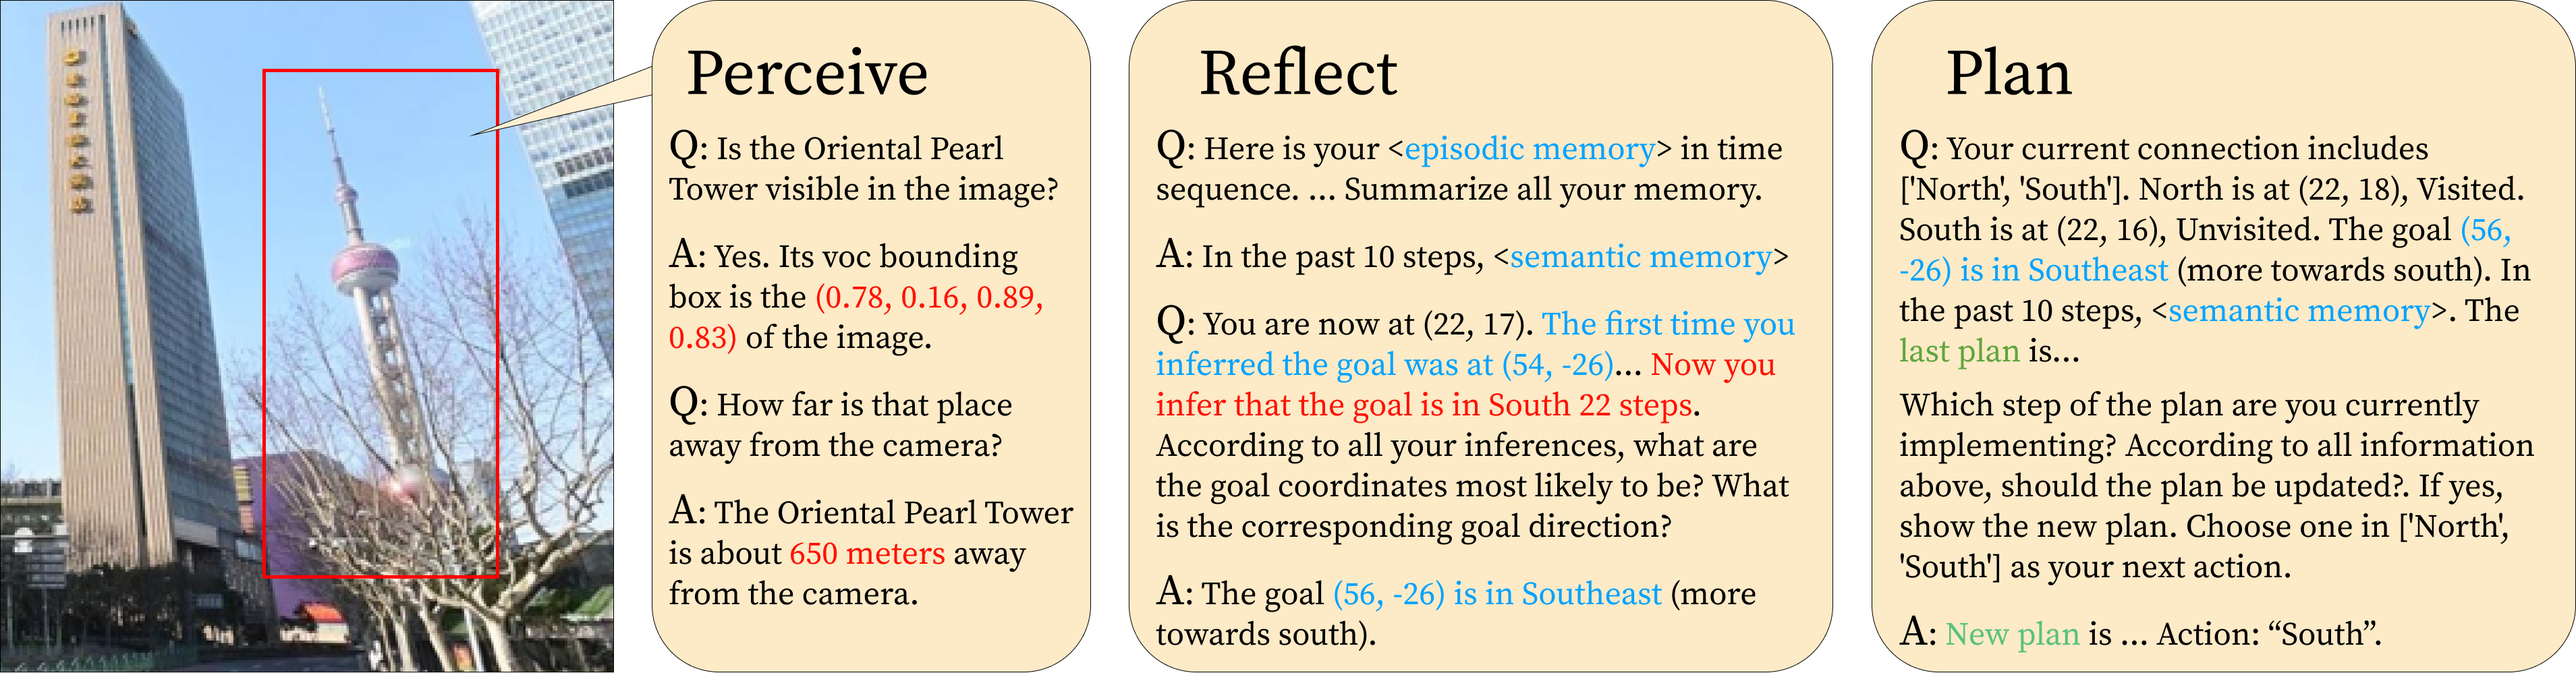 Perceive
Q: Is the Oriental Pearl
Tower visible in the image?
A: Yes. Its voc bounding
box is the (0.78, 0.16, 0.89,
0.83) of the image.
Q: How far is that place
away from the camera?
A: The Oriental Pearl Tower
is about 650 meters away
from the camera.
Reflect
Q: Here is your <episodic memory> in time
sequence. ... Summarize all your memory.
A: In the past 10 steps, <semantic memory>
Q: You are now at (22, 17). The first time you
inferred the goal was at (54, -26)... Now you
infer that the goal is in South 22 steps.
According to all your inferences, what are
the goal coordinates most likely to be? What
is the corresponding goal direction?
A: The goal (56, -26) is in Southeast (more
towards south).
Plan
Q: Your current connection includes
['North', 'South']. North is at (22, 18), Visited.
South is at (22, 16), Unvisited. The goal (56,
-26) is in Southeast (more towards south). In
the past 10 steps, <semantic memory>. The
last plan is...
Which step of the plan are you currently
implementing? According to all information
above, should the plan be updated?. If yes,
show the new plan. Choose one in ['North',
'South'] as your next action.
A: New plan is ... Action: “South”.